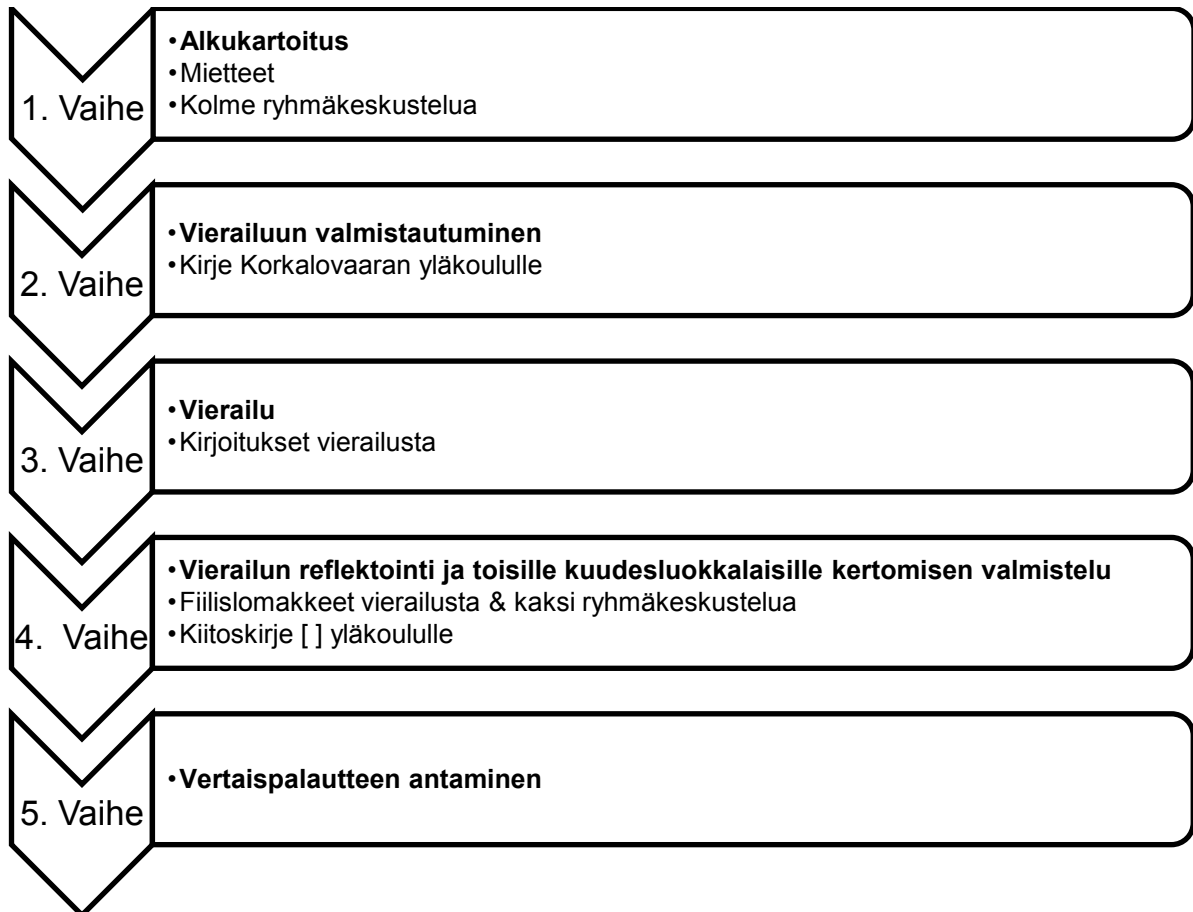 1. Vaihe
•Alkukartoitus
•Mietteet
•Kolme ryhmäkeskustelua
2. Vaihe
•Vierailuun valmistautuminen
•Kirje Korkalovaaran yläkoululle
3. Vaihe
•Vierailu
•Kirjoitukset vierailusta
4. Vaihe
•Vierailun reflektointi ja toisille kuudesluokkalaisille kertomisen valmistelu
•Fiilislomakkeet vierailusta & kaksi ryhmäkeskustelua
•Kiitoskirje [ ] yläkoululle
5. Vaihe
•Vertaispalautteen antaminen